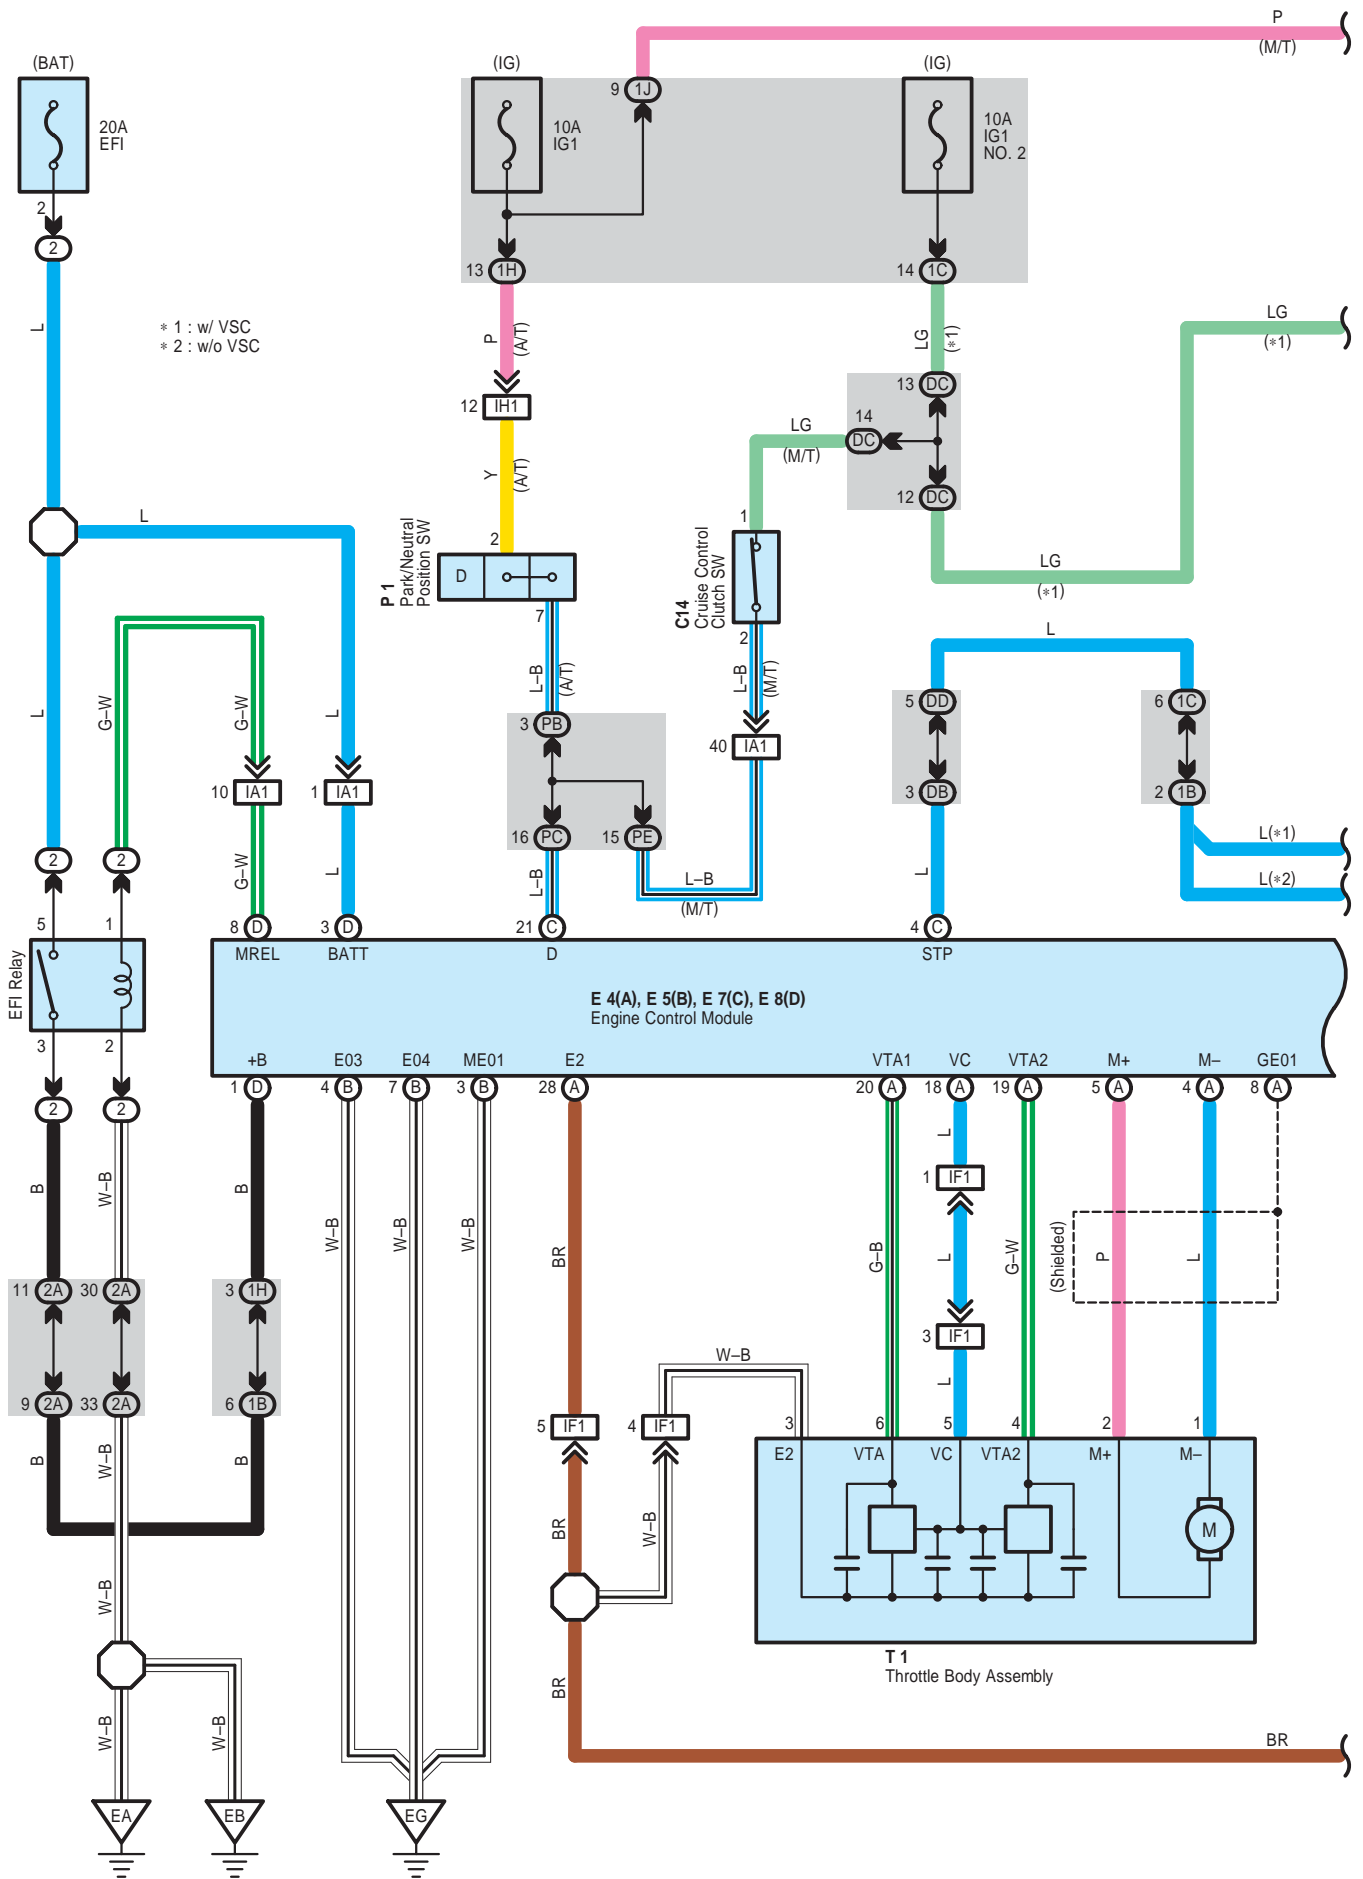 P
(M/T)
(BAT)
(IG)
(IG)
20A
EFI
10A
IG1
9 1J
10A
IG1
NO. 2
2
2
13 1H
14 1C
L
∗ 1 : w/ VSC
∗ 2 : w/o VSC
P
(A/T)
LG
(∗1)
LG
(∗1)
12 IH1
13 DC
14
DC
LG
(M/T)
Y
(A/T)
12 DC
L
2
1
P 1
Park/Neutral
Position SW
D
C14
Cruise Control
Clutch SW
LG
(∗1)
7
2
L
L–B
(A/T)
L–B
(M/T)
L
G–W
G–W
L
3 PB
5 DD
6 1C
40 IA1
10 IA1
1 IA1
3 DB
2 1B
16 PC
15 PE
L(∗1)
2
2
G–W
L
L–B
L–B
(M/T)
L
L(∗2)
5
1
8 D
3 D
21 C
4 C
EFI Relay
MREL
BATT
D
STP
E 4(A), E 5(B), E 7(C), E 8(D)
Engine Control Module
3
2
+B
E03
E04
ME01
E2
VTA1
VC
VTA2
M+
M–
GE01
1 D
4 B
7 B
3 B
28 A
20 A
18 A
19 A
5 A
4 A
8 A
2
2
L
B
W–B
B
1 IF1
W–B
W–B
W–B
BR
G–B
L
G–W
(Shielded)
P
L
11 2A
30 2A
3 1H
3 IF1
W–B
L
9 2A
33 2A
6 1B
5 IF1
4 IF1
3
6
5
4
2
1
B
W–B
B
E2
VTA
VC
VTA2
M+
M–
BR
W–B
M
W–B
T 1
Throttle Body Assembly
BR
W–B
W–B
BR
EA
EB
EG